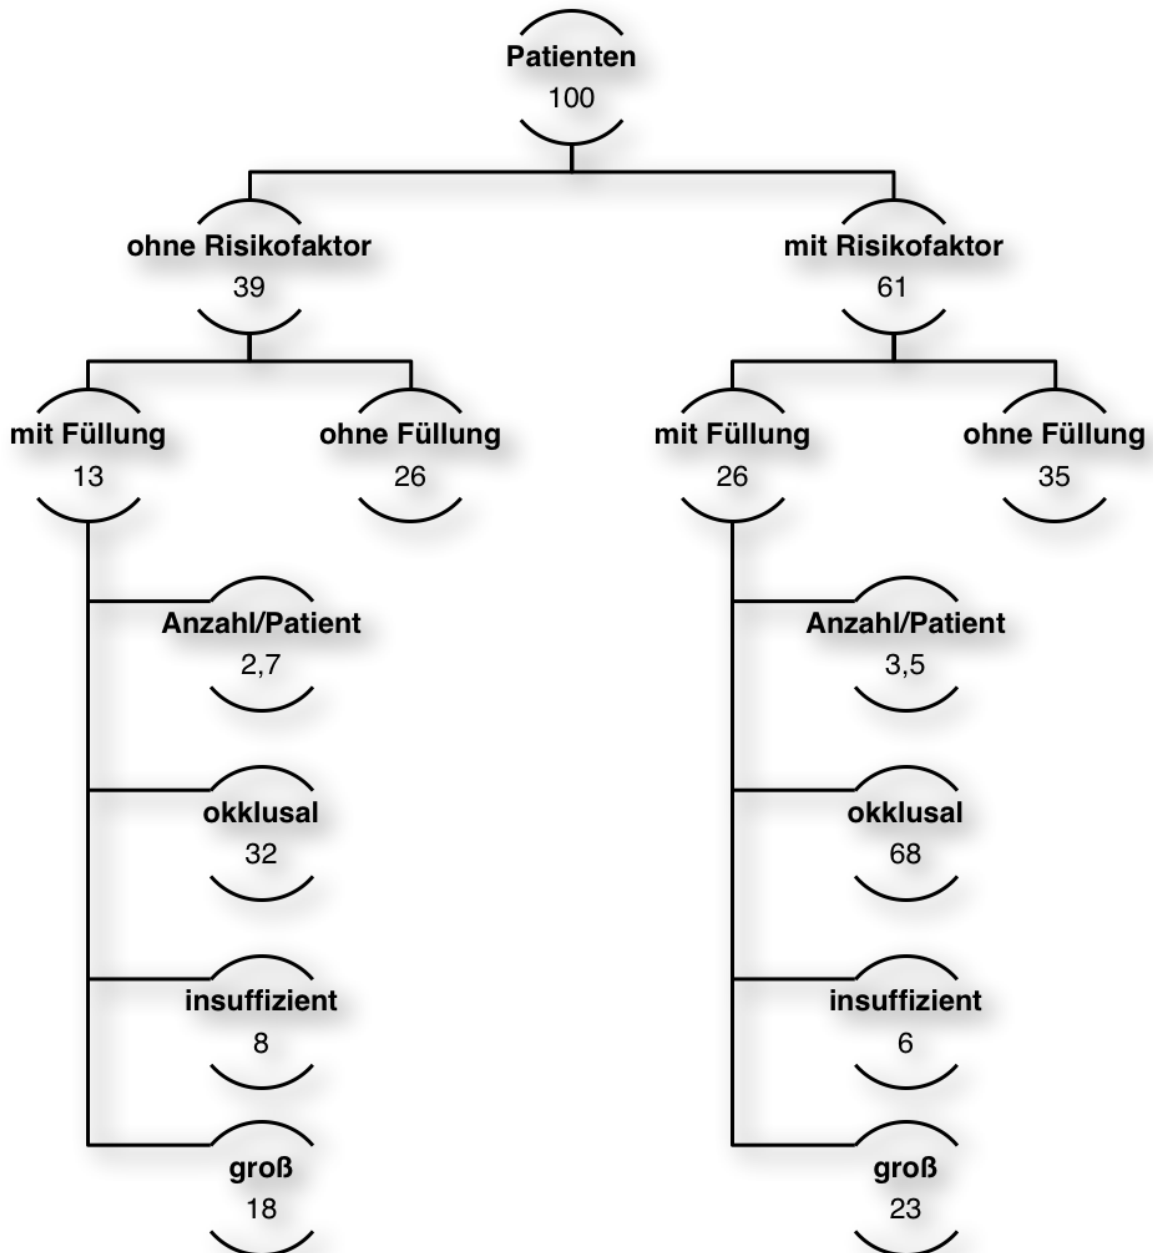 Patienten
100
ohne Risikofaktor
39
mit Risikofaktor
61
mit Füllung
13
ohne Füllung
26
mit Füllung
26
ohne Füllung
35
Anzahl/Patient
2,7
okklusal
32
insuffizient
8
groß
18
Anzahl/Patient
3,5
okklusal
68
insuffizient
6
groß
23